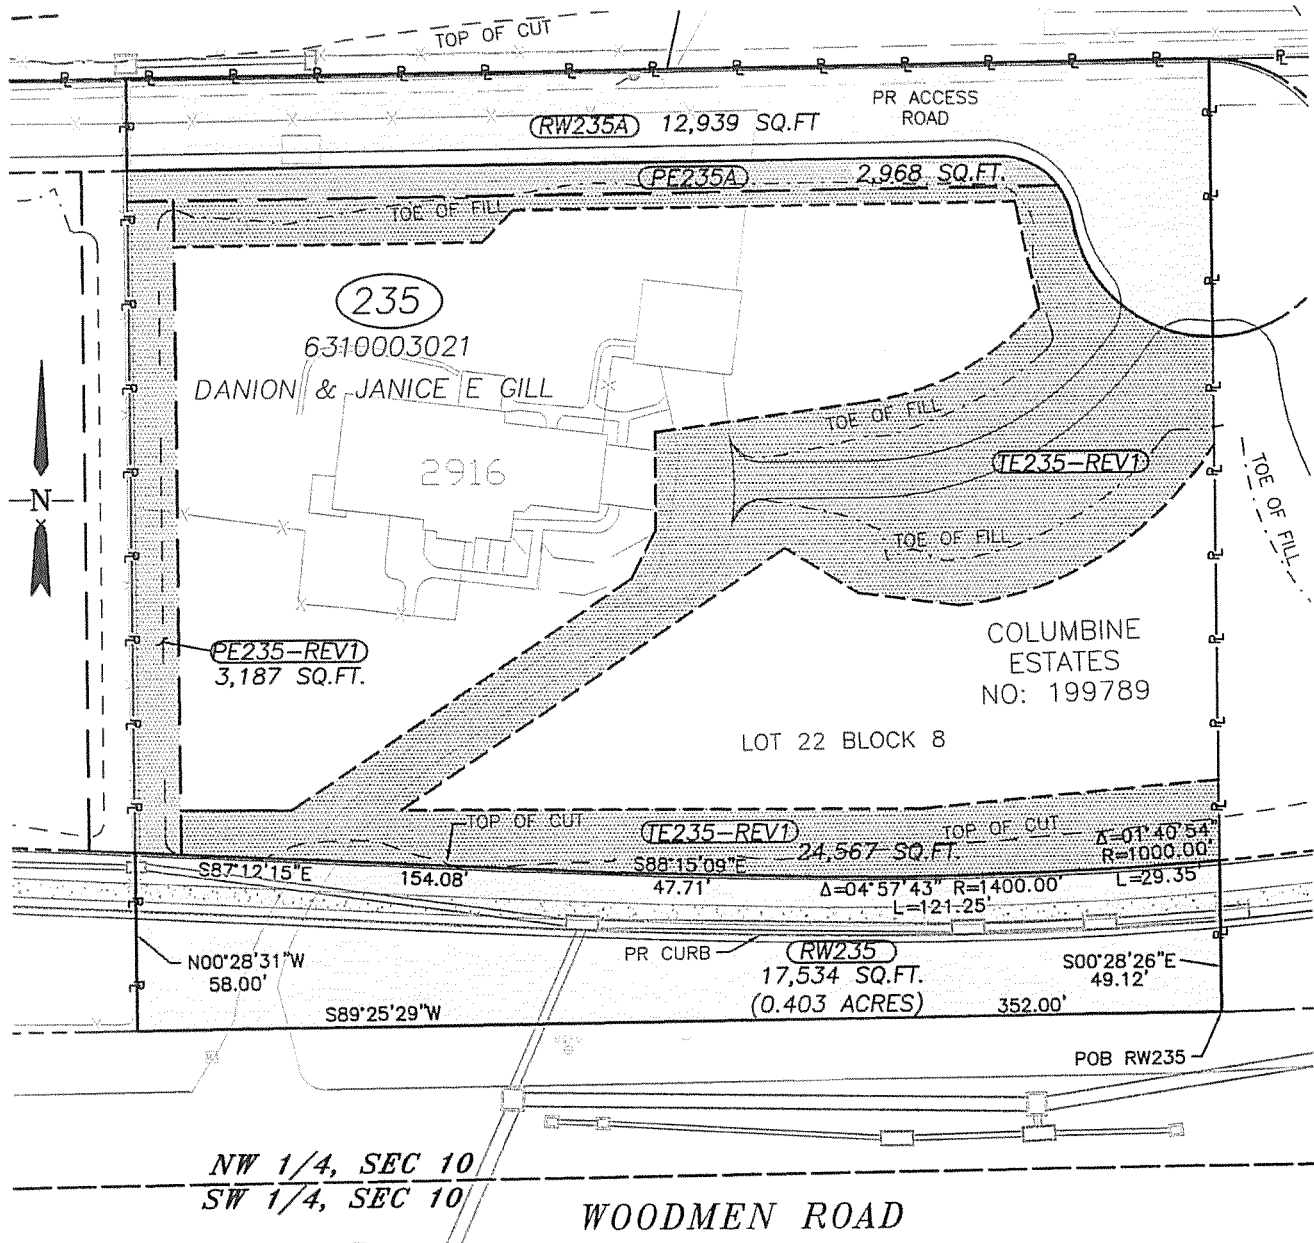 TOP OF CUT
PR ACCESS
ROAD
RW235A 12,939 SQ.FT
PE235A 2,968 SQ.FT.
TOE OF FILL
235
6310003021
DANION & JANICE E GILL
TOE OF FILL
2916
TE235-REV1
TOE OF FILL
TOE OF FILL
N
PE235-REV1
3,187 SQ.FT.
COLUMBINE
ESTATES
NO: 199789
LOT 22 BLOCK 8
TOP OF CUT
TE235-REV1
24,567 SQ.FT.
TOP OF CUT
Δ=01°40'54"
R=1000.00'
L=29.35'
S87°12'15"E
154.08'
S88°15'09"E
47.71'
Δ=04°57'43" R=1400.00'
L=121.25'
N00°28'31"W
58.00'
PR CURB
RW235
17,534 SQ.FT.
(0.403 ACRES)
S00°28'26"E
49.12'
S89°25'29"W
352.00'
POB RW235
NW 1/4, SEC 10
SW 1/4, SEC 10
WOODMEN ROAD